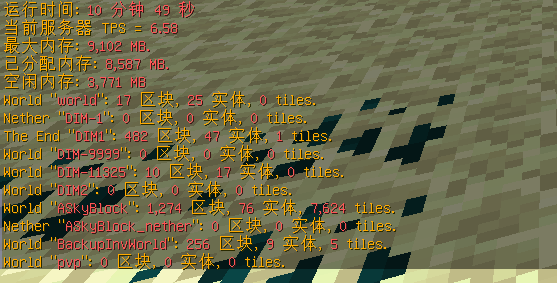 运行时间: 10 分钟 49 秒
当前服务器 TPS = 6.58
最大内存: 9,102 MB.
已分配内存: 8,587 MB.
空闲内存: 3,771 MB
World "world": 17 区块, 25 实体, 0 tiles.
Nether "DIM-1": 0 区块, 0 实体, 0 tiles.
The End "DIM1": 482 区块, 47 实体, 1 tiles.
World "DIM-9999": 0 区块, 0 实体, 0 tiles.
World "DIM-11325": 10 区块, 17 实体, 0 tiles.
World "DIM2": 0 区块, 0 实体, 0 tiles.
World "ASkyBlock": 1,274 区块, 76 实体, 7,624 tiles.
Nether "ASkyBlock_nether": 0 区块, 0 实体, 0 tiles.
World "BackupInvWorld": 256 区块, 9 实体, 5 tiles.
World "pvp": 0 区块, 0 实体, 0 tiles.